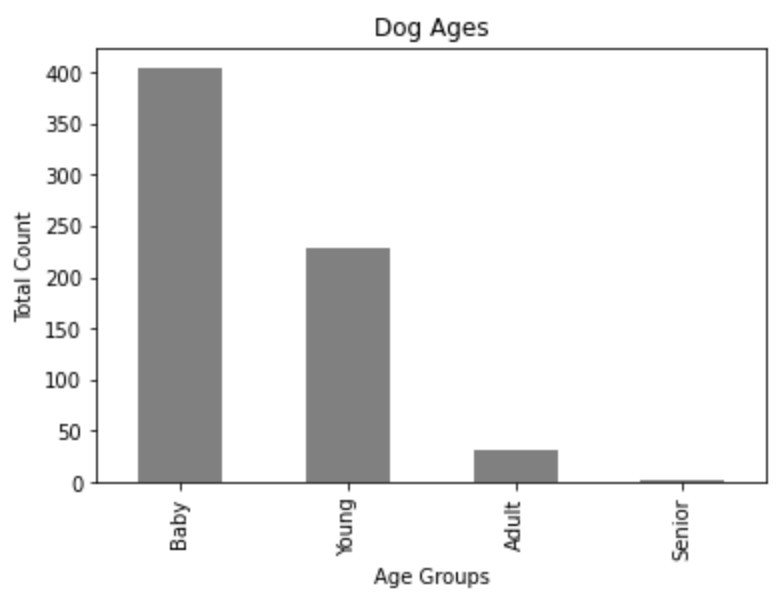 Dog Ages
Total Count
400
350
300
250
200
150
100
50
0
Baby
Young
Adult
Senior
Age Groups